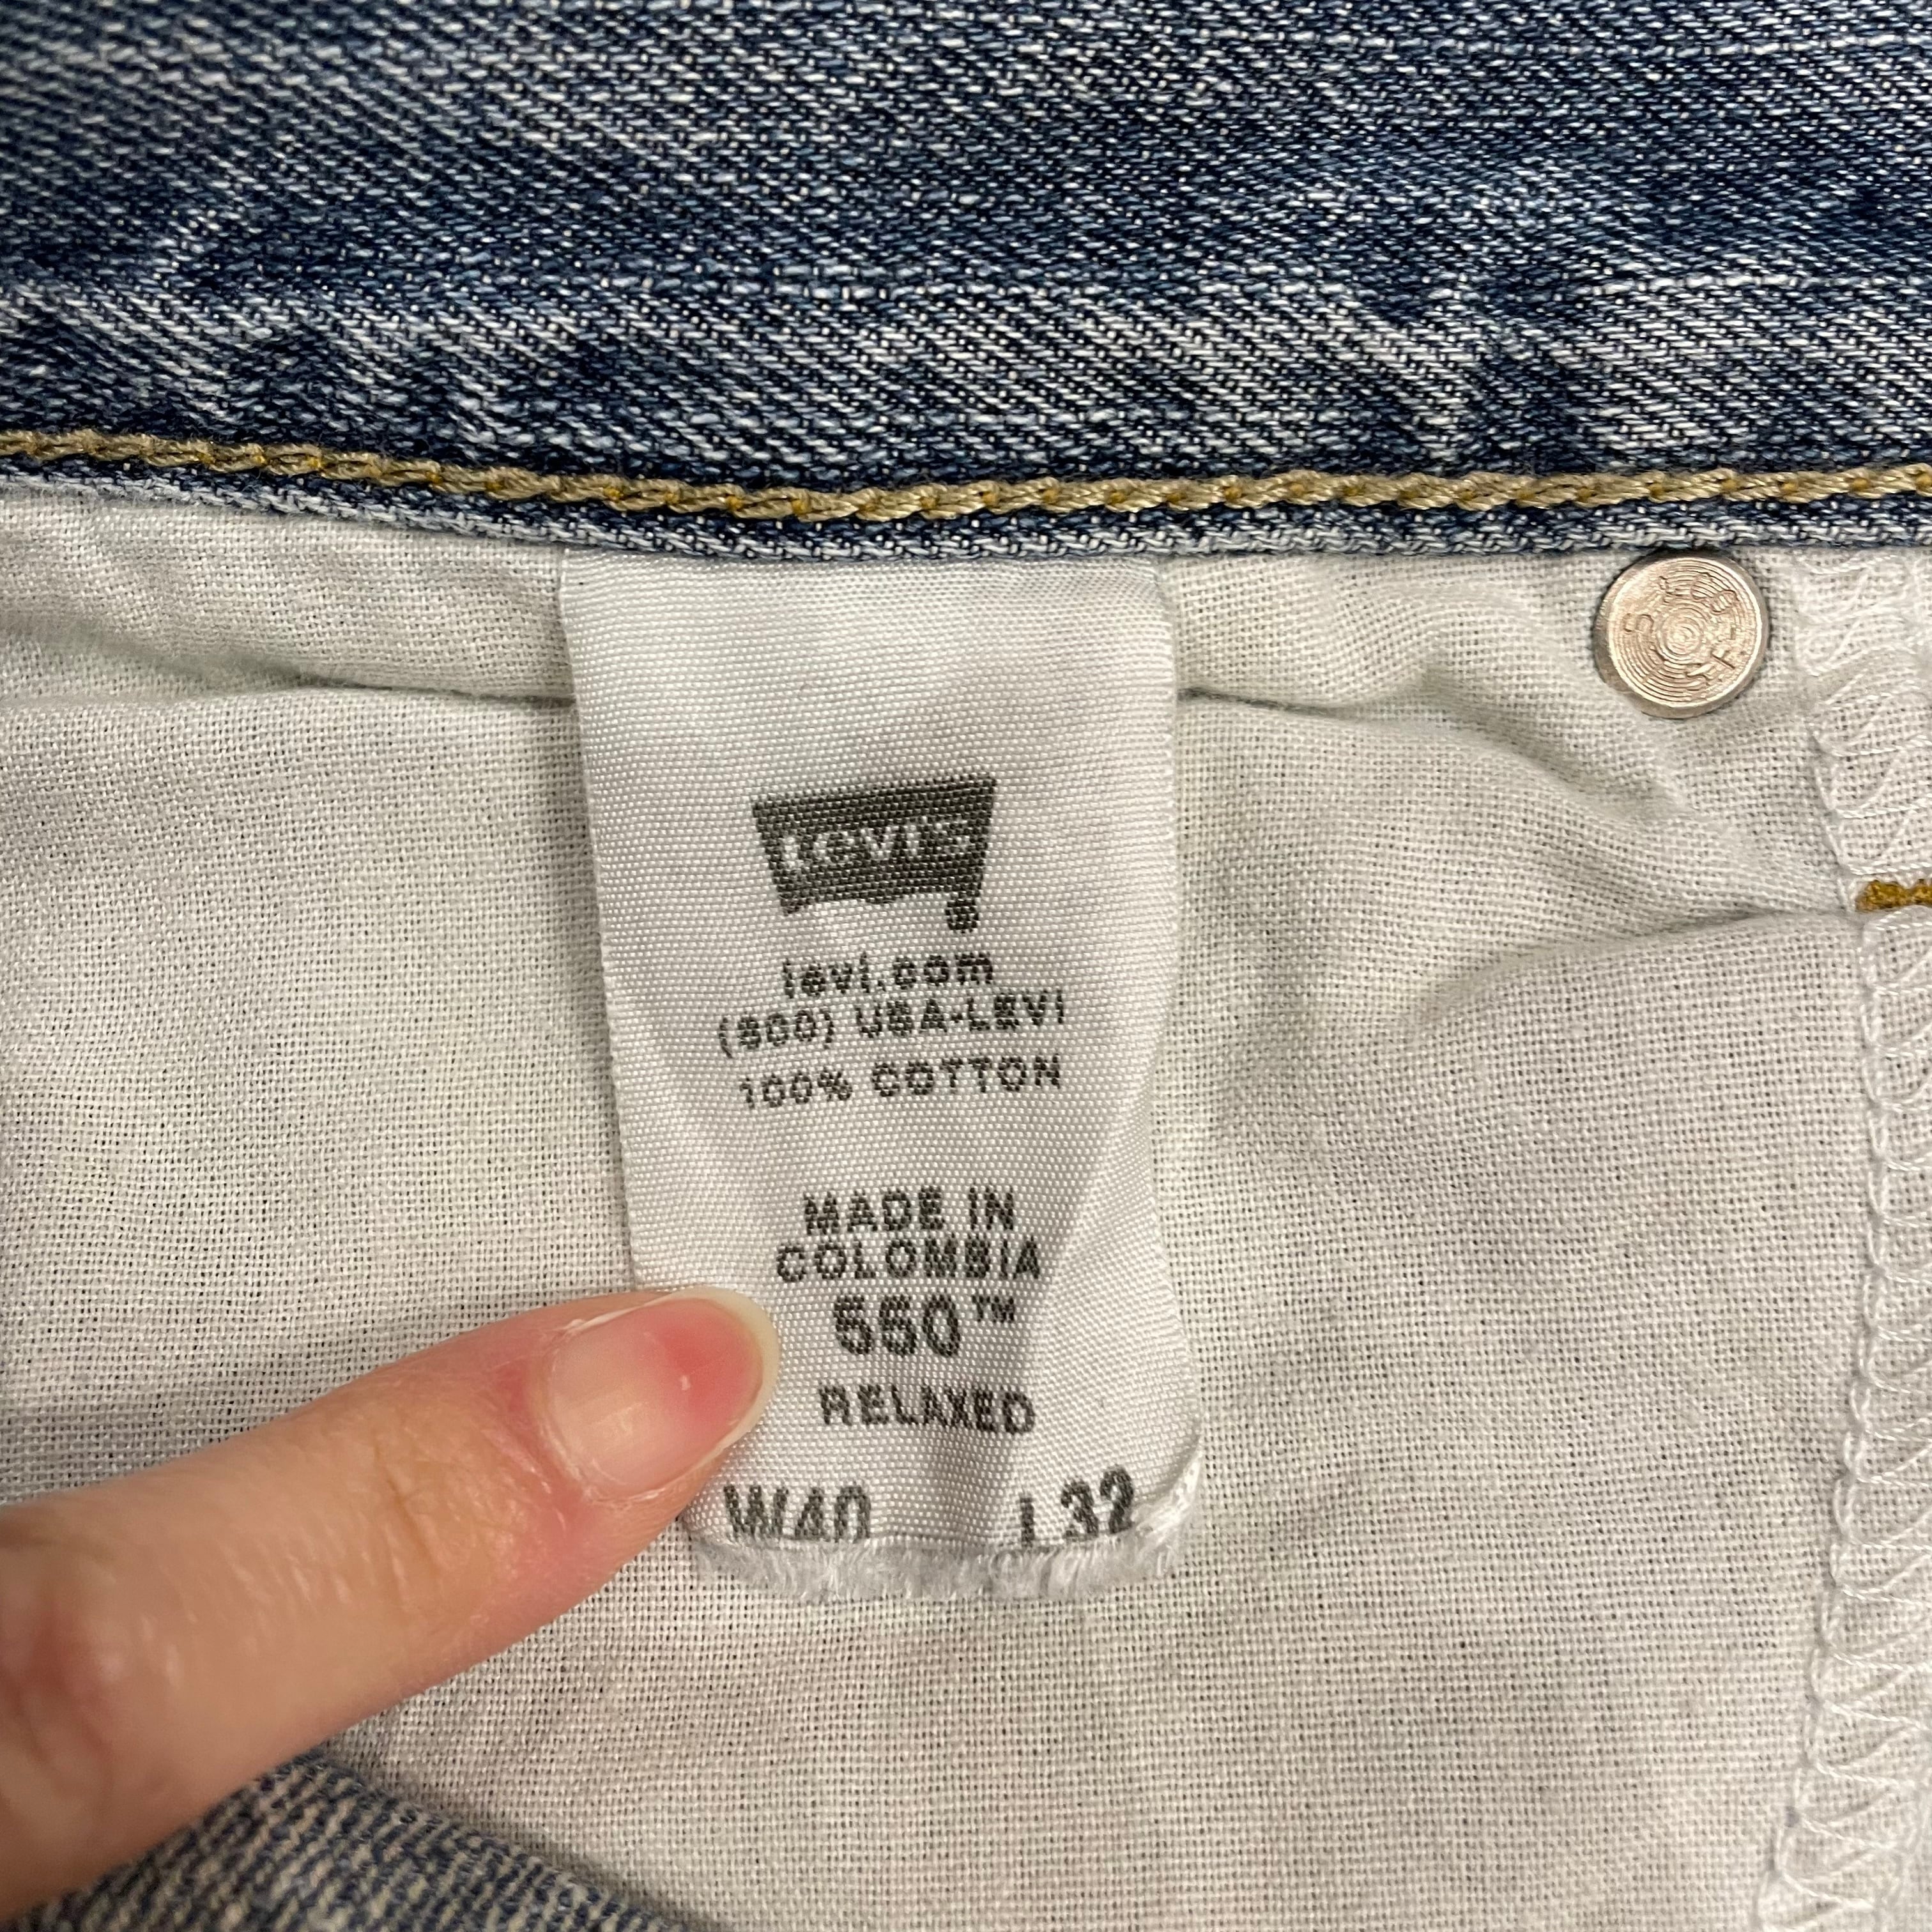 Levi's
®
levi.com
(800) USA-LEVI
100% COTTON
MADE IN
COLOMBIA
550™
RELAXED
W40 L32